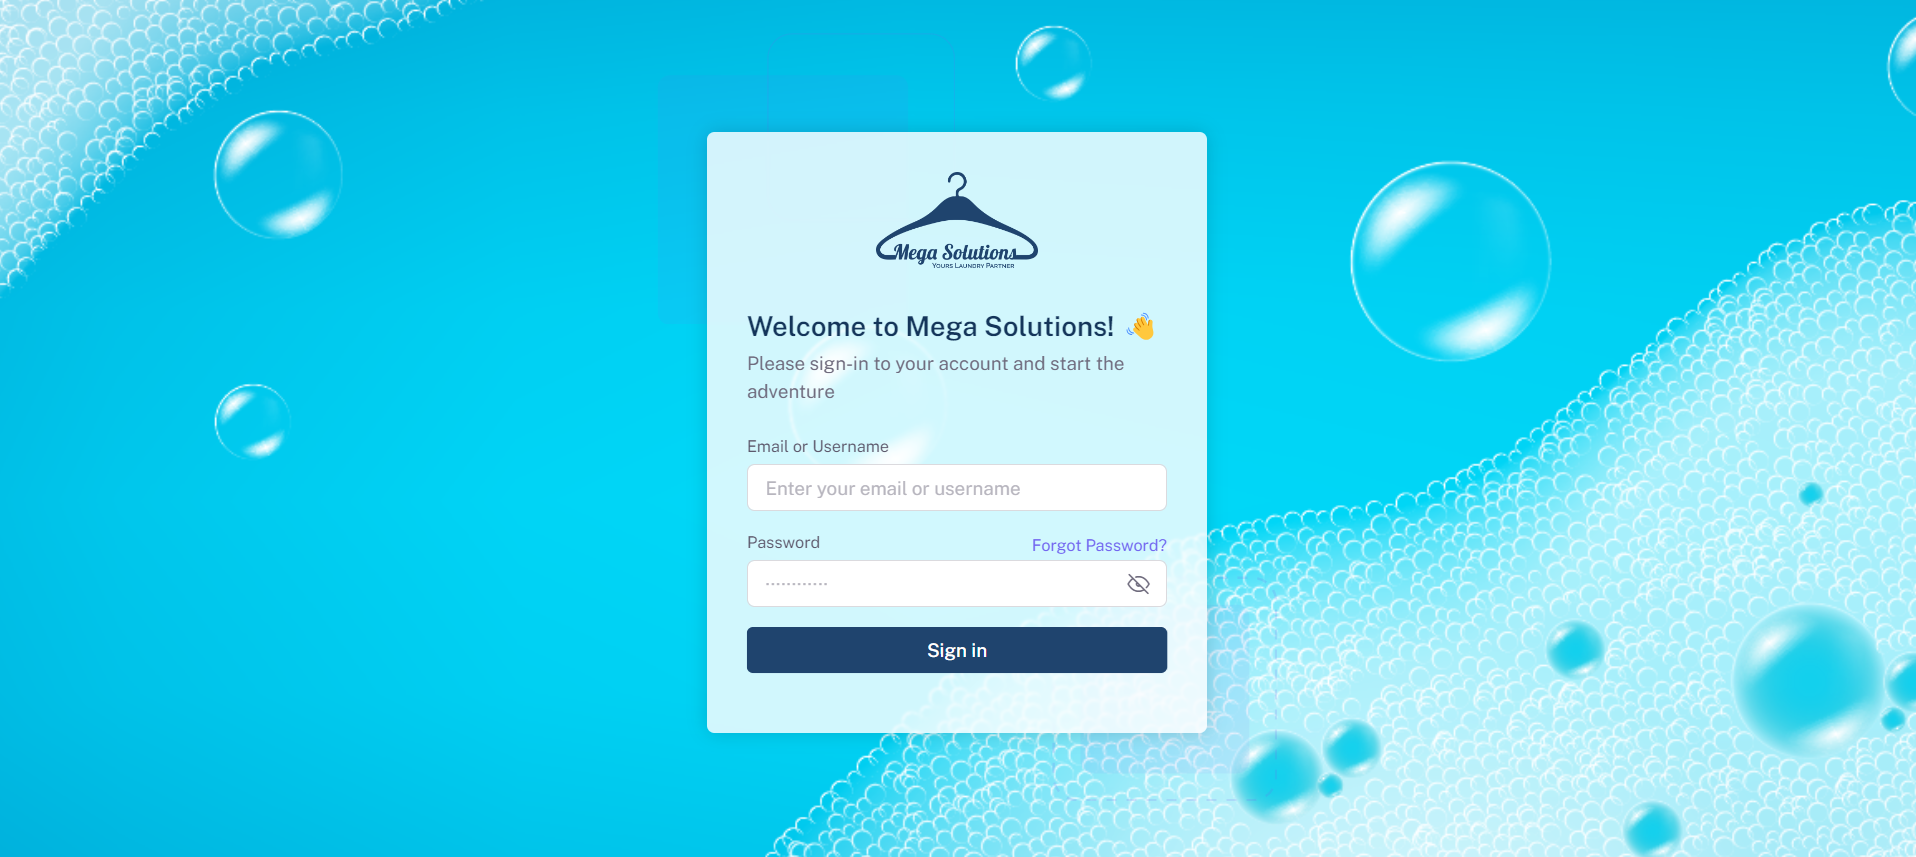 Mega Solutions
Yours Laundry Partner
Welcome to Mega Solutions! 👋
Please sign-in to your account and start the
adventure
Email or Username
Enter your email or username
Password
Forgot Password?
············
Sign in